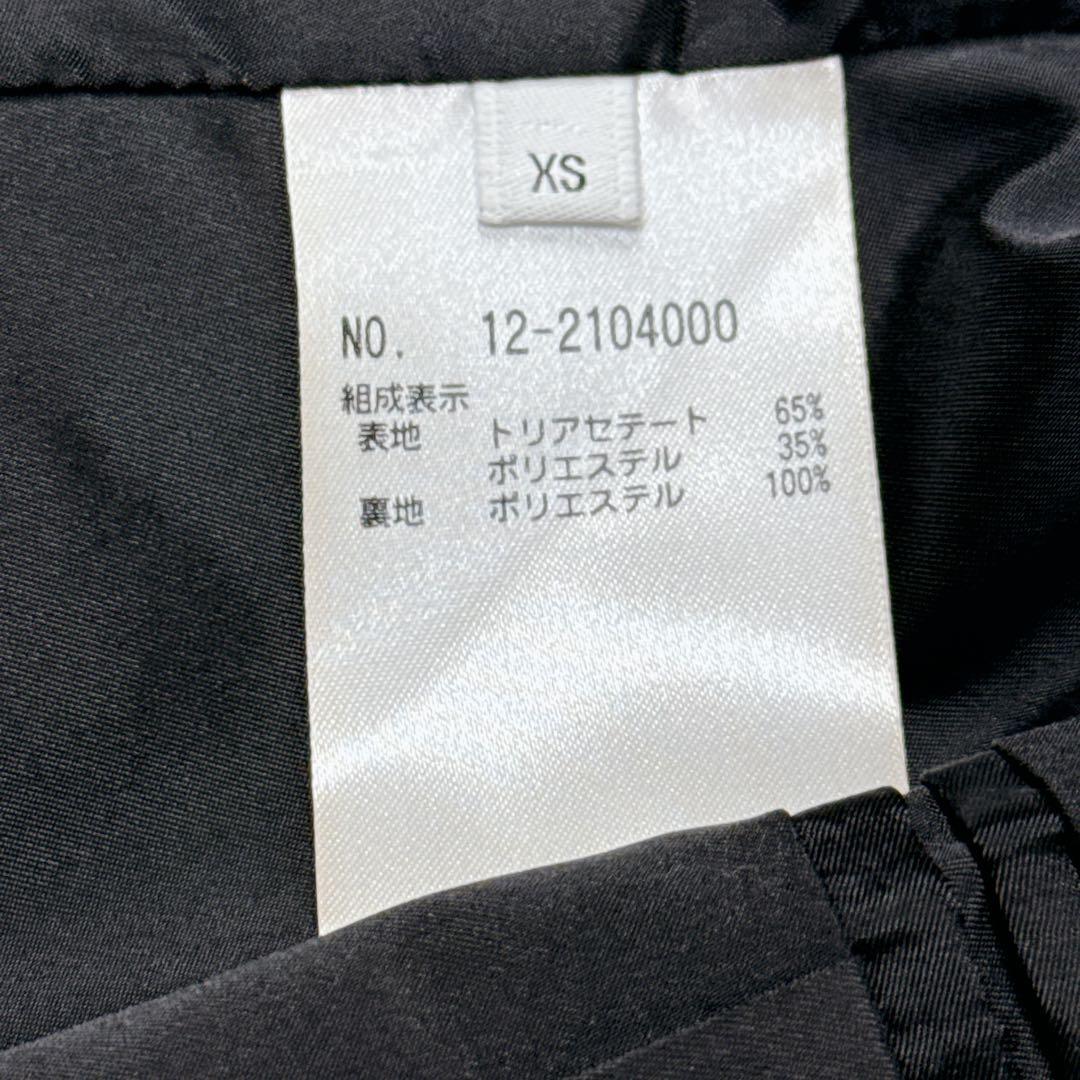 XS
NO. 12-2104000
組成表示
表地 トリアセテート 65%
ポリエステル 35%
裏地 ポリエステル 100%